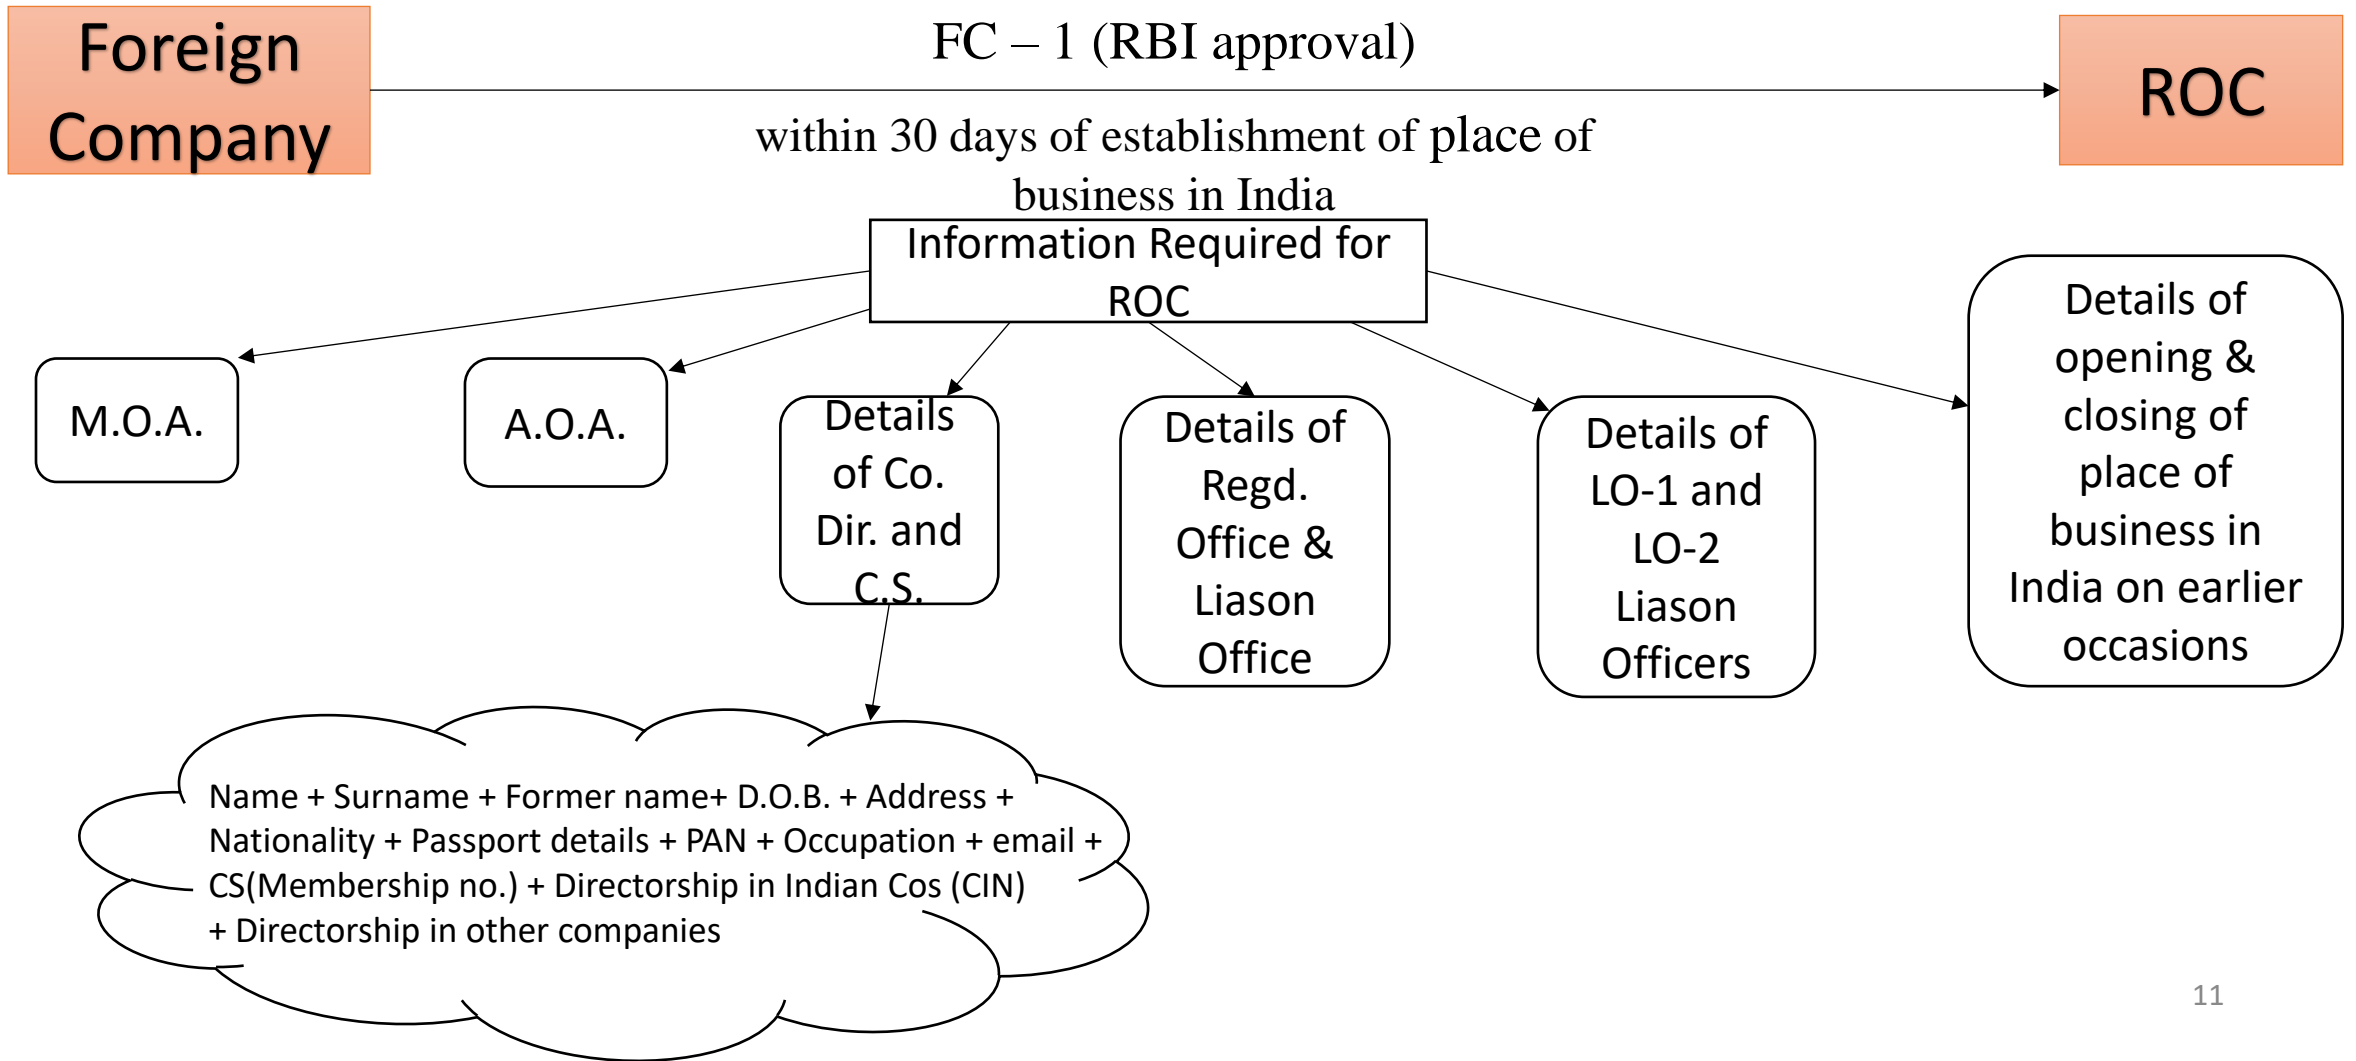 Foreign
Company
FC – 1 (RBI approval)
ROC
within 30 days of establishment of place of
business in India
Information Required for
ROC
M.O.A.
A.O.A.
Details
of Co.
Dir. and
C.S.
Details of
Regd.
Office &
Liason
Office
Details of
LO-1 and
LO-2
Liason
Officers
Details of
opening &
closing of
place of
business in
India on earlier
occasions
Name + Surname + Former name+ D.O.B. + Address +
Nationality + Passport details + PAN + Occupation + email +
CS(Membership no.) + Directorship in Indian Cos (CIN)
+ Directorship in other companies
11